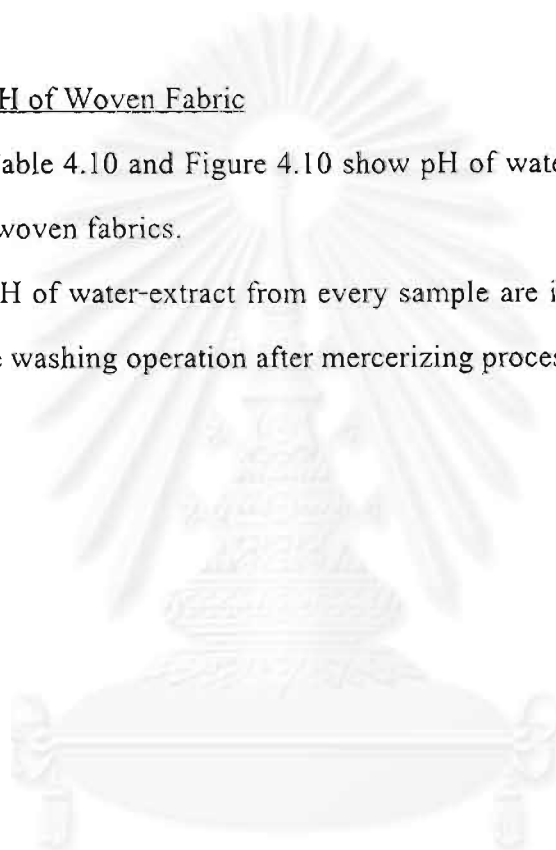 H of Woven Fabric
able 4.10 and Figure 4.10 show pH of wate
woven fabrics.
H of water-extract from every sample are i
e washing operation after mercerizing proces